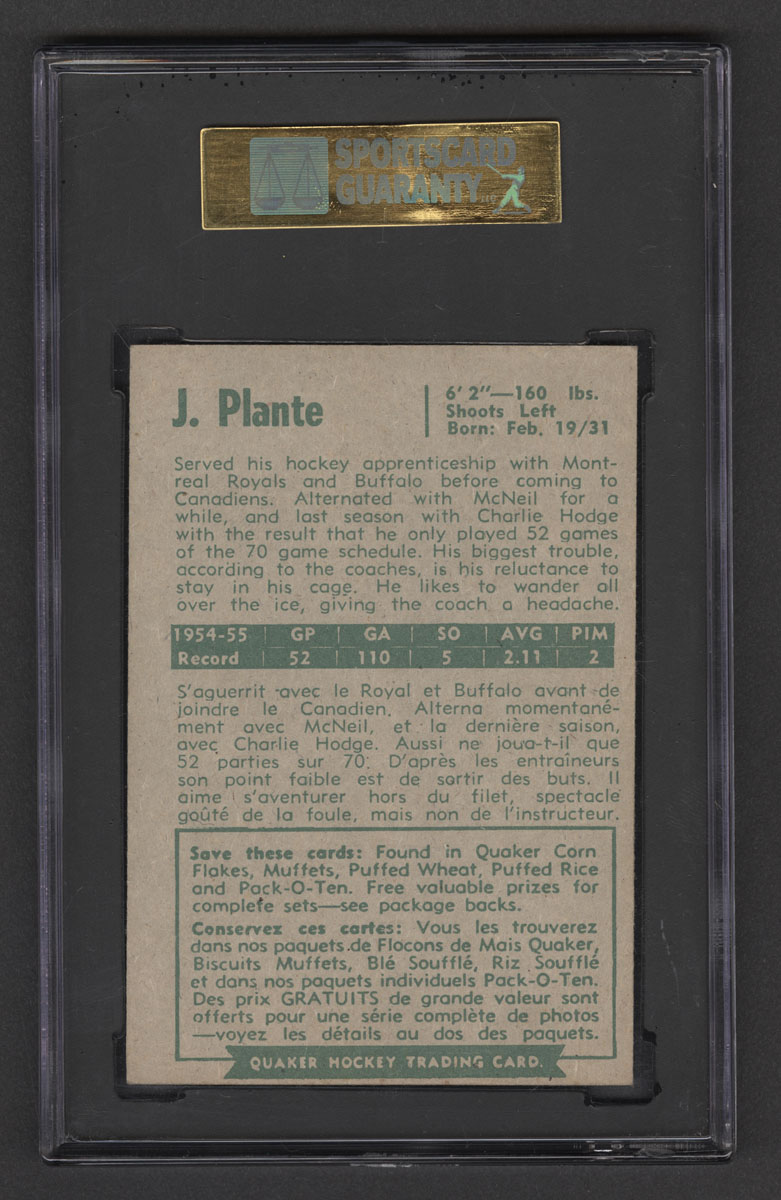 SPORTSCARD
GUARANTY
J. Plante
6' 2"—160 lbs.
Shoots Left
Born: Feb. 19/31
Served his hockey apprenticeship with Mont-
real Royals and Buffalo before coming to
Canadiens. Alternated with McNeil for a
while, and last season with Charlie Hodge
with the result that he only played 52 games
of the 70 game schedule. His biggest trouble,
according to the coaches, is his reluctance to
stay in his cage. He likes to wander all
over the ice, giving the coach a headache.
1954-55 | GP | GA | SO | AVG | PIM
Record | 52 | 110 | 5 | 2.11 | 2
S'aguerrit avec le Royal et Buffalo avant de
joindre le Canadien. Alterna momentané-
ment avec McNeil, et la dernière saison,
avec Charlie Hodge. Aussi ne joua-t-il que
52 parties sur 70. D'après les entraîneurs
son point faible est de sortir des buts. Il
aime s'aventurer hors du filet, spectacle
goûté de la foule, mais non de l'instructeur.
Save these cards: Found in Quaker Corn
Flakes, Muffets, Puffed Wheat, Puffed Rice
and Pack-O-Ten. Free valuable prizes for
complete sets—see package backs.
Conservez ces cartes: Vous les trouverez
dans nos paquets de Flocons de Mais Quaker,
Biscuits Muffets, Blé Soufflé, Riz Soufflé
et dans nos paquets individuels Pack-O-Ten.
Des prix GRATUITS de grande valeur sont
offerts pour une série complète de photos
—voyez les détails au dos des paquets.
QUAKER HOCKEY TRADING CARD.